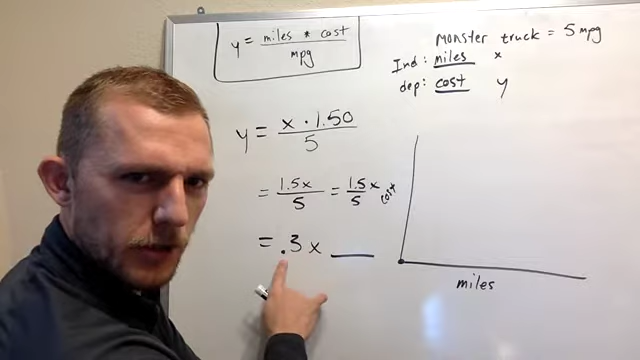 y = miles * cost / mpg
Monster truck = 5 mpg
Ind: miles x
dep: cost y
y = x · 1.50 / 5
= 1.5x / 5 = 1.5 / 5 x
= .3x
cost
miles